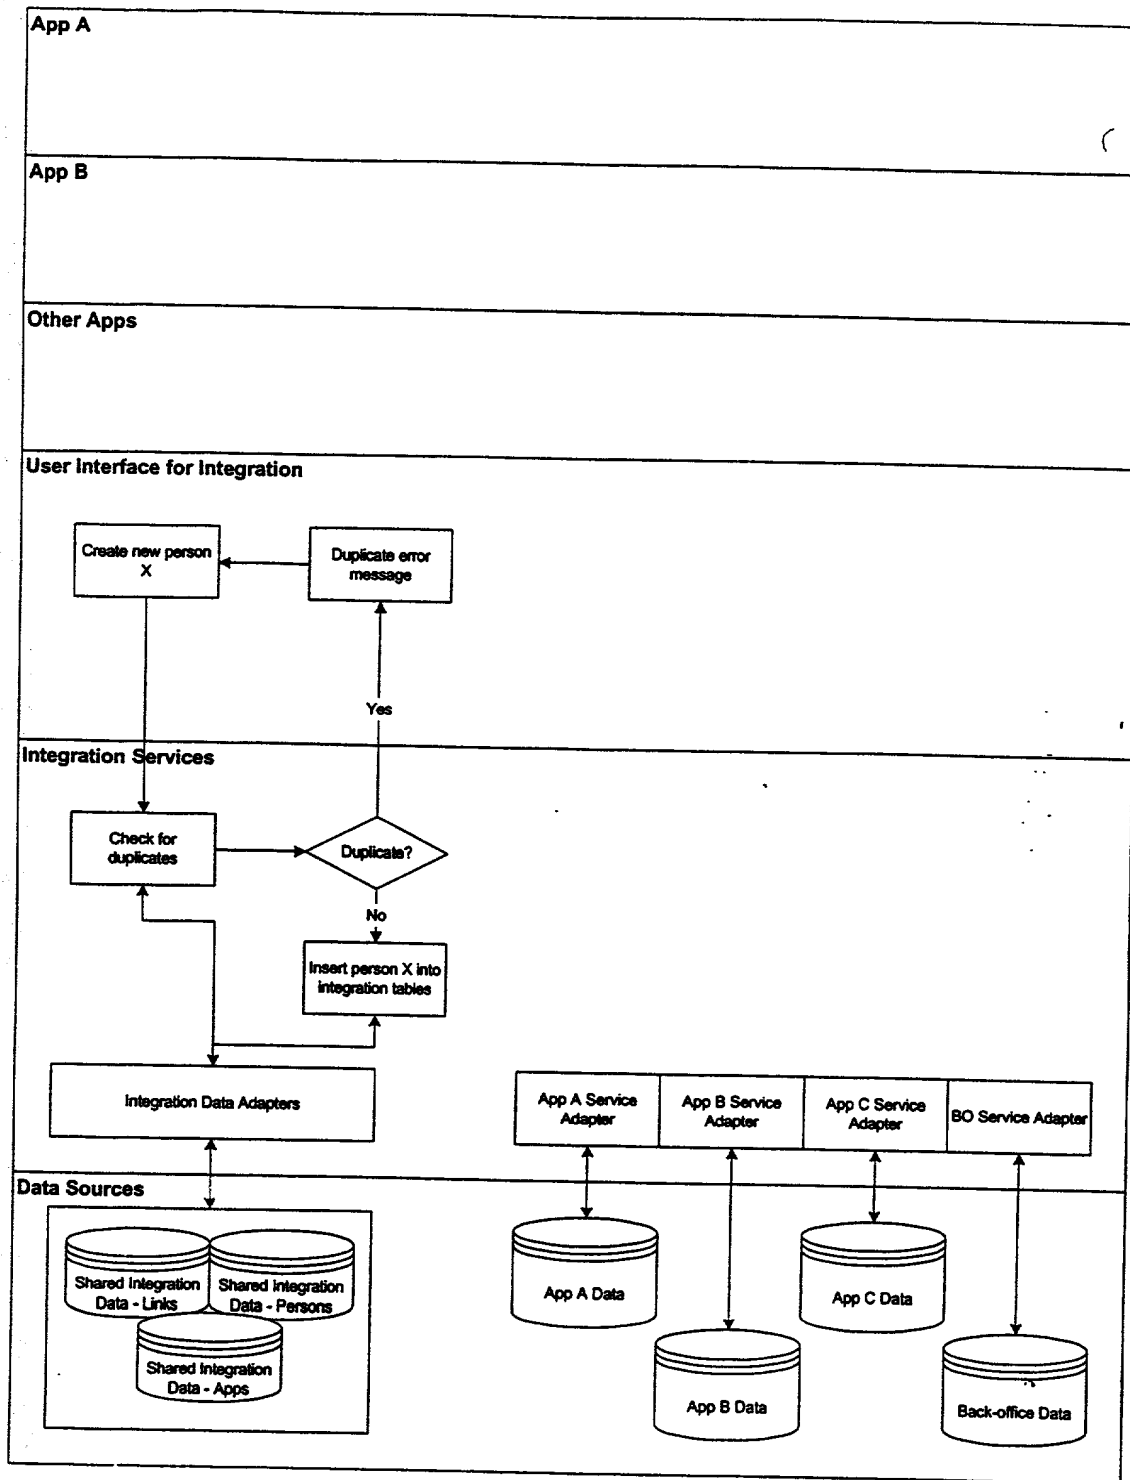 App A
App B
Other Apps
User Interface for Integration
Create new person
X
Duplicate error
message
Yes
Integration Services
Check for
duplicates
Duplicate?
No
Insert person X into
integration tables
Integration Data Adapters
App A Service
Adapter
App B Service
Adapter
App C Service
Adapter
BO Service Adapter
Data Sources
Shared Integration
Data - Links
Shared Integration
Data - Persons
Shared Integration
Data - Apps
App A Data
App B Data
App C Data
Back-office Data